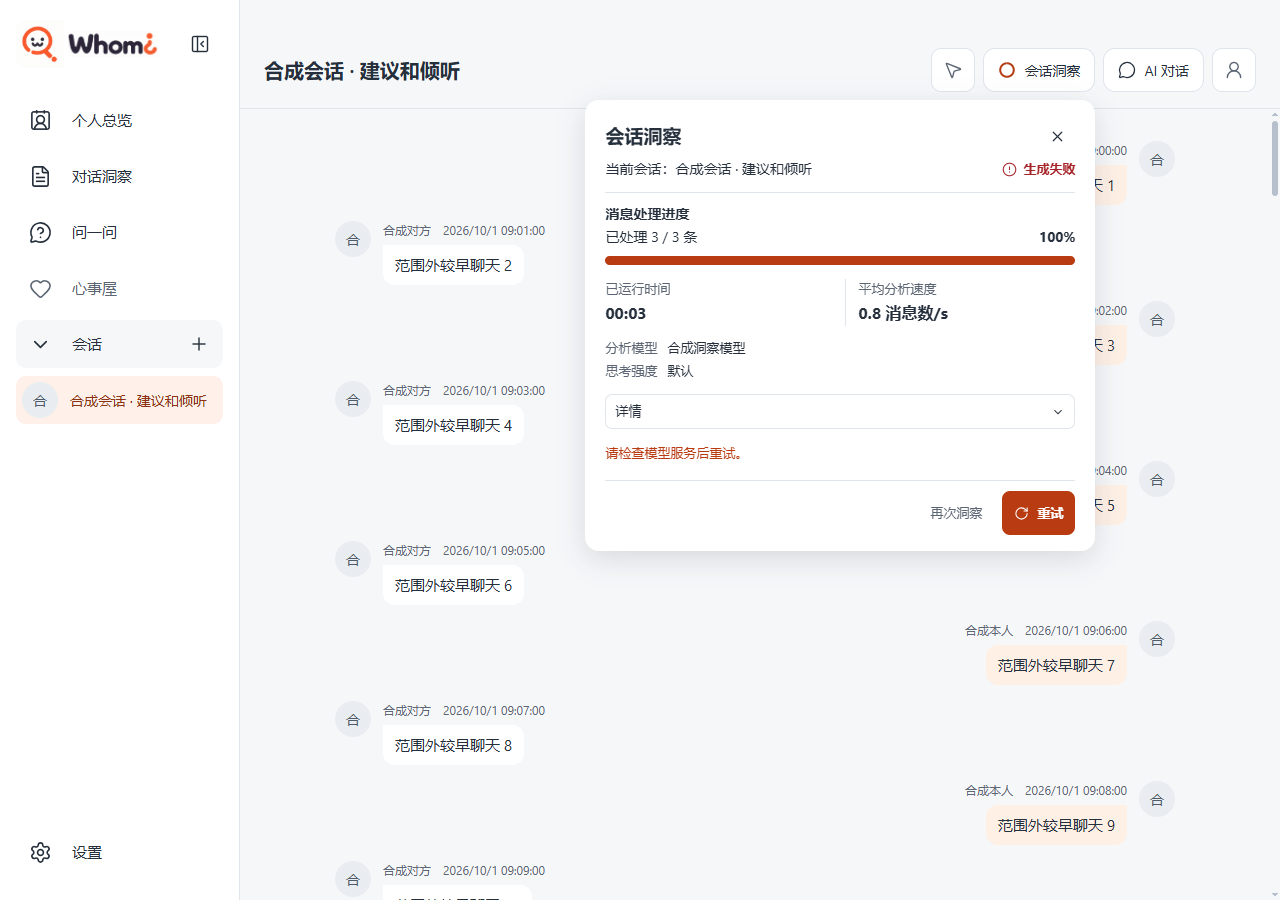 Whomi
个人总览
对话洞察
问一问
心事屋
会话
合 合成会话 · 建议和倾听
设置
合成会话 · 建议和倾听
会话洞察
AI 对话
会话洞察
当前会话：合成会话 · 建议和倾听
生成失败
消息处理进度
已处理 3 / 3 条
100%
已运行时间
00:03
平均分析速度
0.8 消息数/s
分析模型 合成洞察模型
思考强度 默认
详情
请检查模型服务后重试。
再次洞察
重试
:00:00
合
1
合
合成对方 2026/10/1 09:01:00
范围外较早聊天 2
:02:00
合
3
合
合成对方 2026/10/1 09:03:00
范围外较早聊天 4
:04:00
合
5
合
合成对方 2026/10/1 09:05:00
范围外较早聊天 6
合成本人 2026/10/1 09:06:00
合
范围外较早聊天 7
合
合成对方 2026/10/1 09:07:00
范围外较早聊天 8
合成本人 2026/10/1 09:08:00
合
范围外较早聊天 9
合
合成对方 2026/10/1 09:09:00